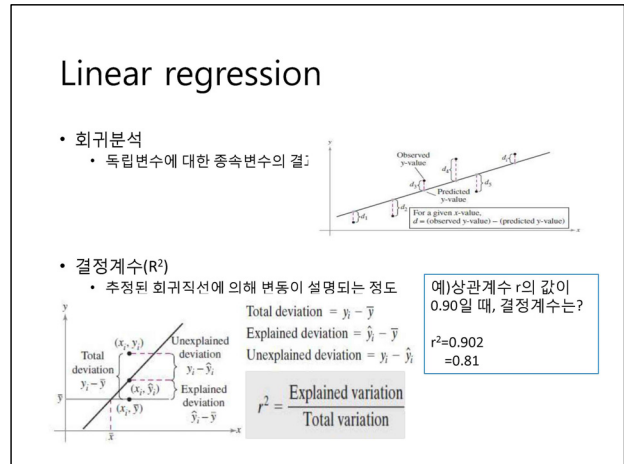 Linear regression
• 회귀분석
• 독립변수에 대한 종속변수의
y
Observed
y-value
Predicted
y-value
d₁
d₂
d₃
d₄
d₅
For a given x-value,
d = (observed y-value) − (predicted y-value)
x
• 결정계수(R²)
• 추정된 회귀직선에 의해 변동이 설명되는 정도
y
(xᵢ, yᵢ)
Unexplained
deviation
yᵢ − ŷᵢ
Total
deviation
yᵢ − ȳ
(xᵢ, ŷᵢ)
Explained
deviation
ŷᵢ − ȳ
ȳ
(xᵢ, ȳ)
x̄
x
Total deviation = yᵢ − ȳ
Explained deviation = ŷᵢ − ȳ
Unexplained deviation = yᵢ − ŷᵢ
r² = Explained variation
Total variation
예)상관계수 r의 값이
0.90일 때, 결정계수는?
r²=0.902
=0.81